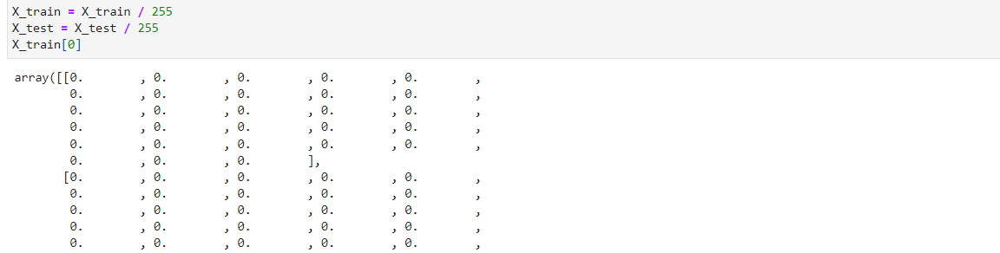 X_train = X_train / 255
X_test = X_test / 255
X_train[0]
array([[0.        , 0.        , 0.        , 0.        , 0.        ,
        0.        , 0.        , 0.        , 0.        , 0.        ,
        0.        , 0.        , 0.        , 0.        , 0.        ,
        0.        , 0.        , 0.        , 0.        , 0.        ,
        0.        , 0.        , 0.        , 0.        , 0.        ,
        0.        , 0.        , 0.        ],
       [0.        , 0.        , 0.        , 0.        , 0.        ,
        0.        , 0.        , 0.        , 0.        , 0.        ,
        0.        , 0.        , 0.        , 0.        , 0.        ,
        0.        , 0.        , 0.        , 0.        , 0.        ,
        0.        , 0.        , 0.        , 0.        , 0.        ,